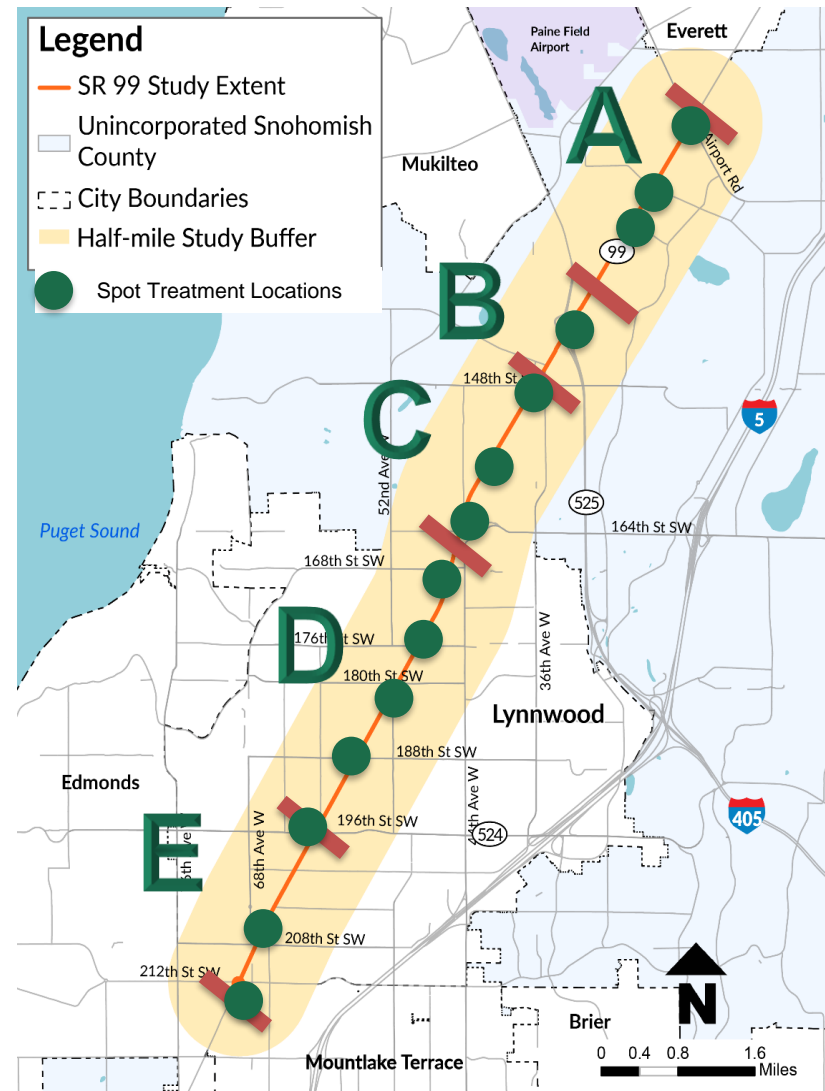 Legend
SR 99 Study Extent
Unincorporated Snohomish
County
City Boundaries
Half-mile Study Buffer
Spot Treatment Locations
Paine Field
Airport
Everett
A
Airport Rd
Mukilteo
99
B
148th St
C
5
52nd Ave W
525
164th St SW
Puget Sound
168th St SW
D
176th St SW
36th Ave W
180th St SW
Lynnwood
188th St SW
Edmonds
405
196th St SW
Ave W
524
E
68th Ave W
208th St SW
212th St SW
N
Brier
Mountlake Terrace
0 0.4 0.8 1.6
Miles